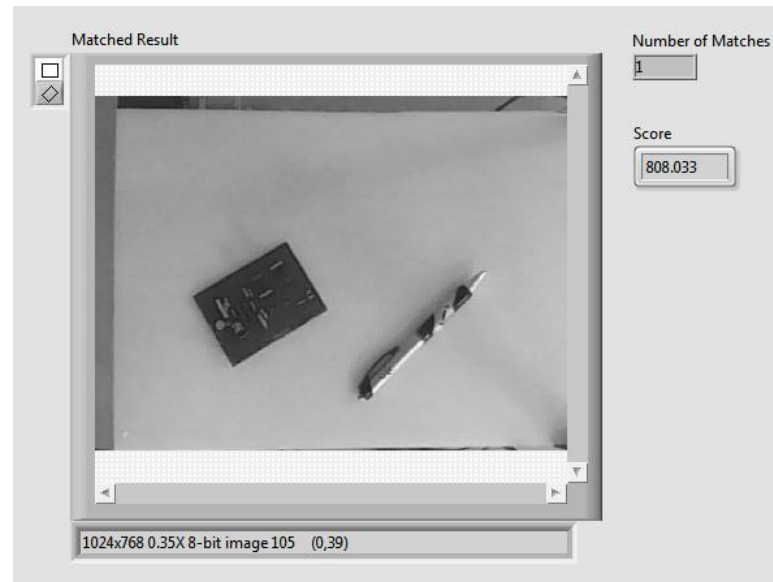 Matched Result
Number of Matches
1
Score
808.033
1024x768 0.35X 8-bit image 105 (0,39)